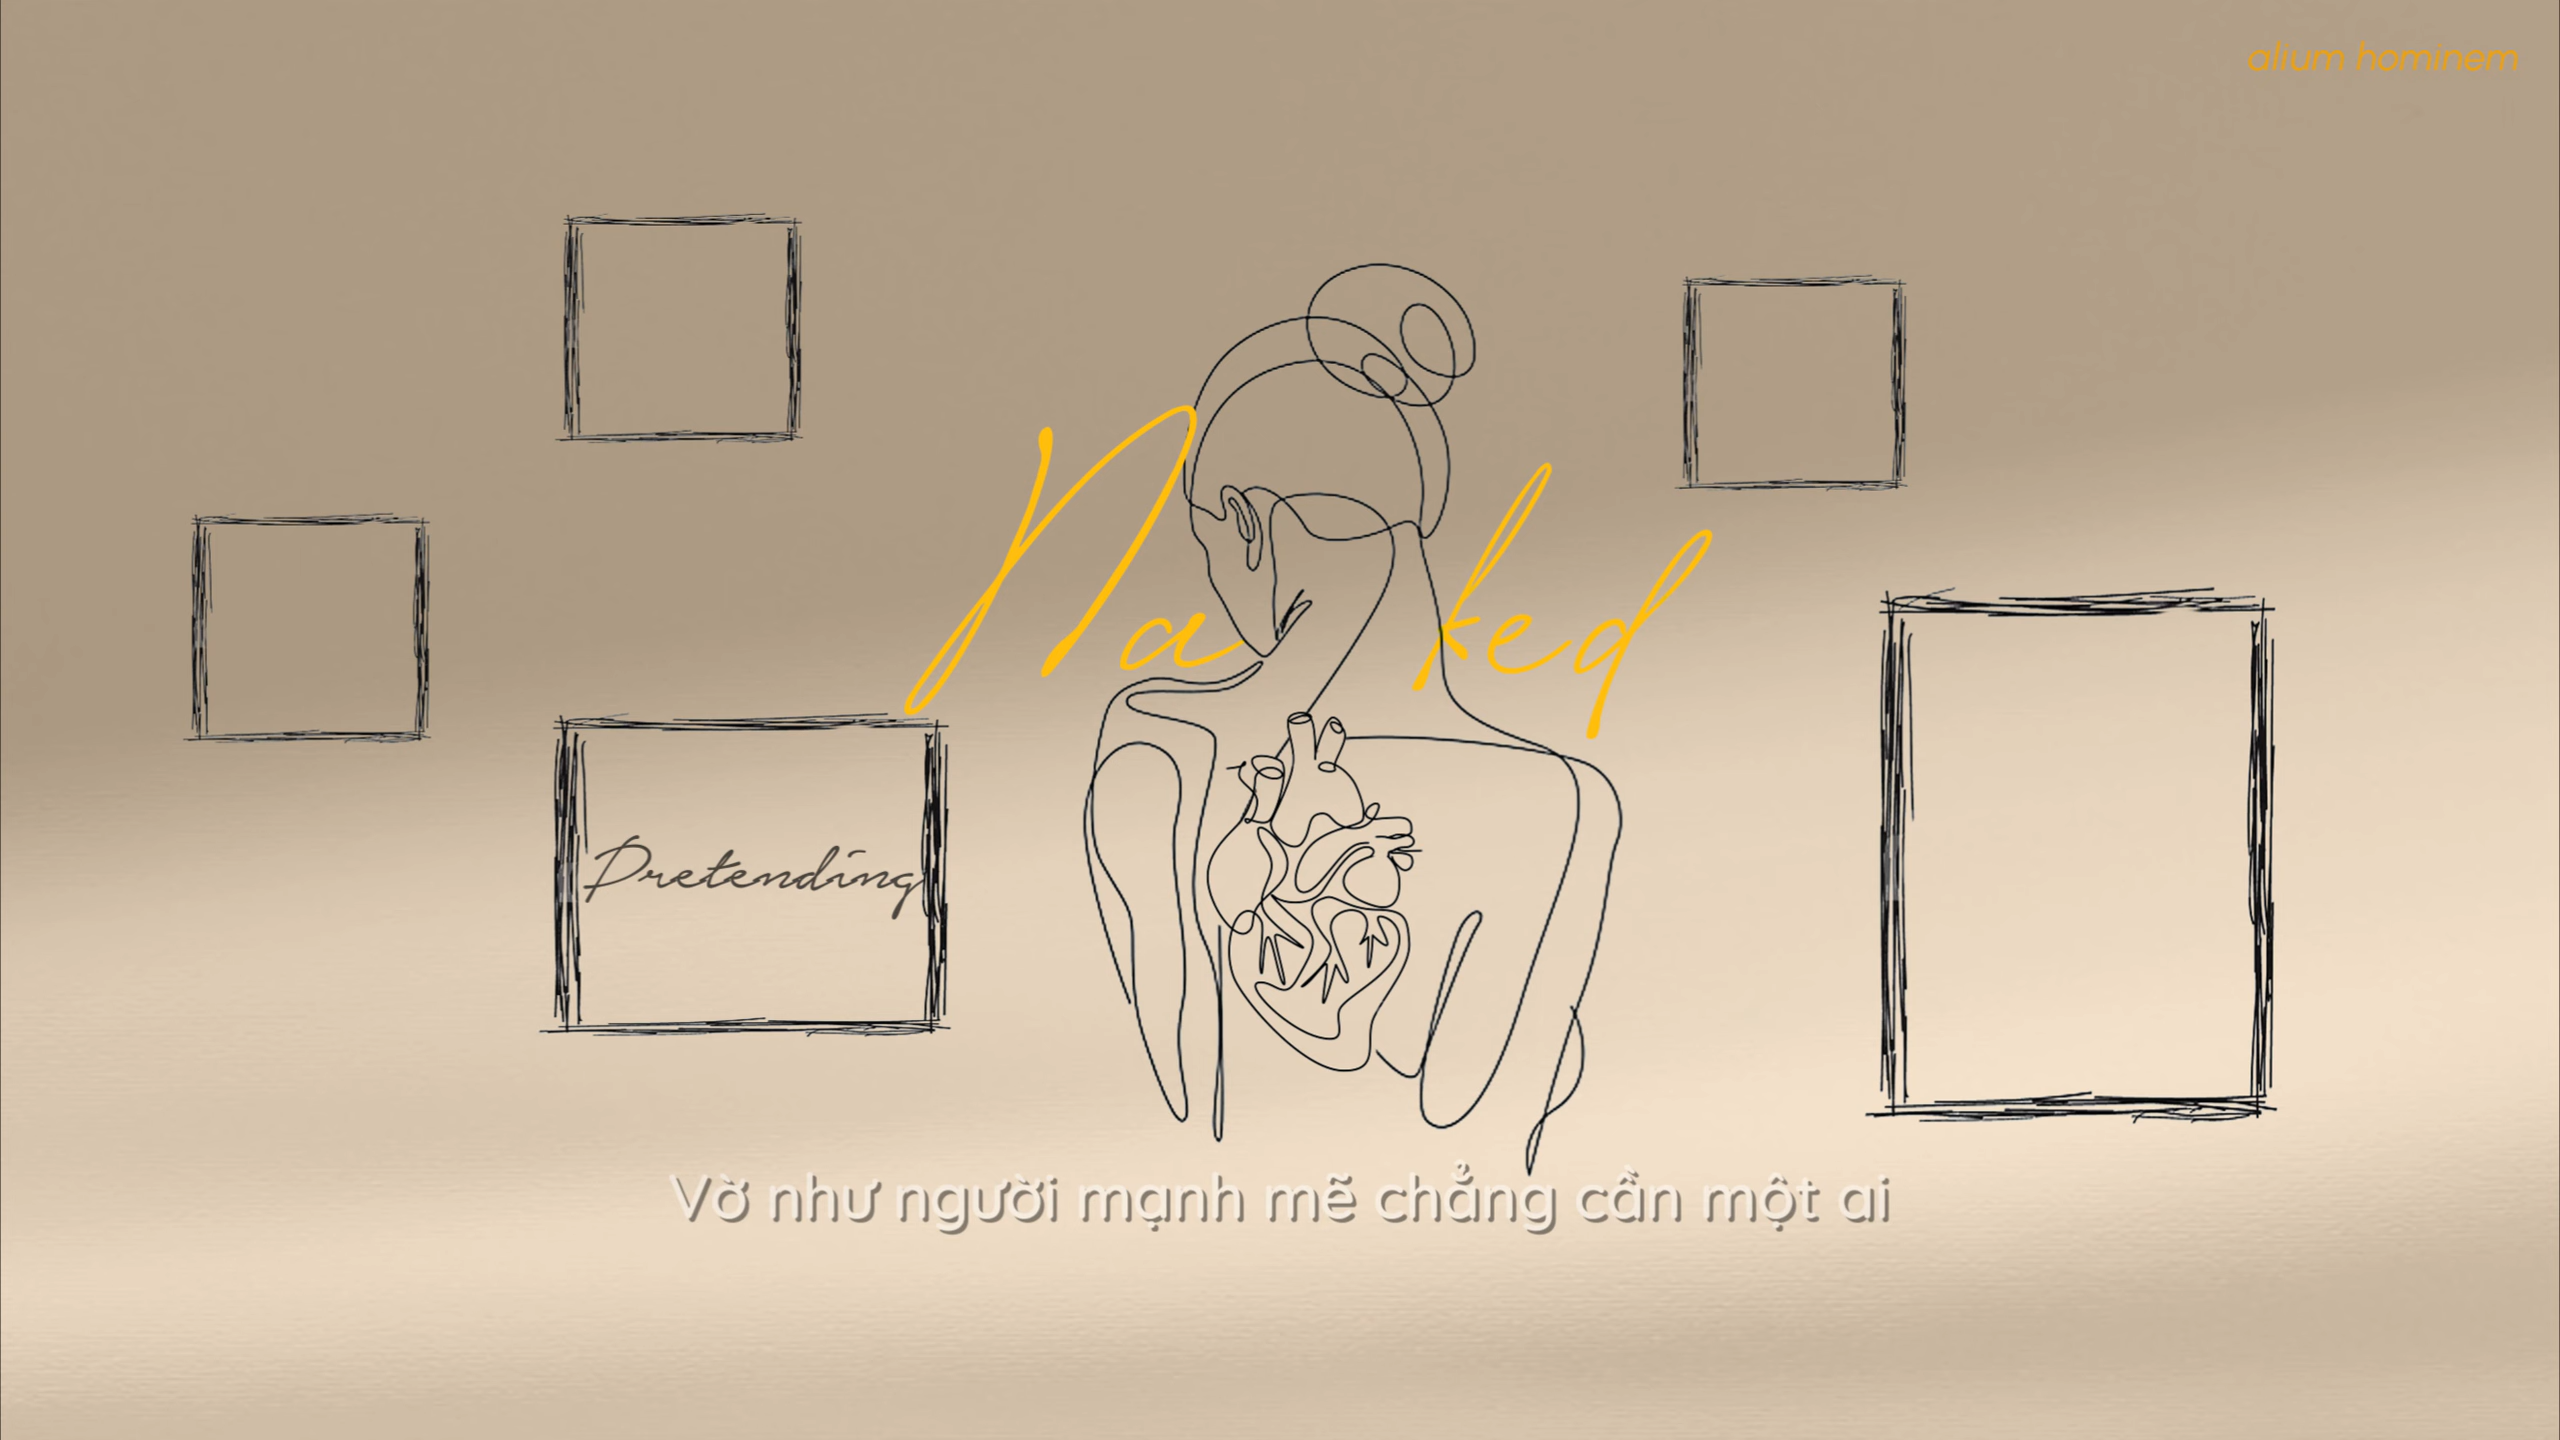 alium hominem
Naked
Pretending
Vờ như người mạnh mẽ chẳng cần một ai